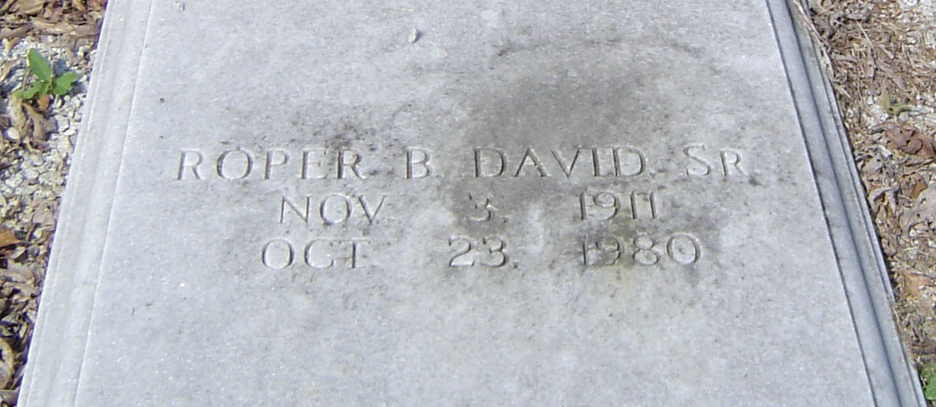 ROPER B. DAVID. SR.
NOV. 3. 1911
OCT. 23. 1980